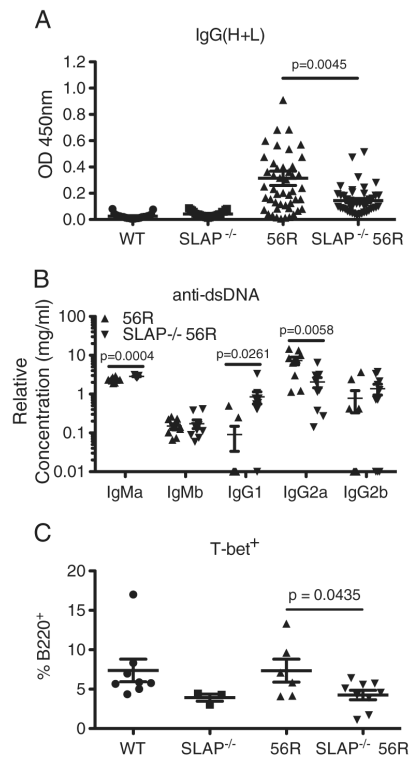 A
IgG(H+L)
p=0.0045
OD 450nm
1.2
1.0
0.8
0.6
0.4
0.2
0.0
WT SLAP-/- 56R SLAP-/- 56R
B
anti-dsDNA
56R
SLAP-/- 56R
p=0.0004 p=0.0261 p=0.0058
Relative
Concentration (mg/ml)
100
10
1
0.1
0.01
IgMa IgMb IgG1 IgG2a IgG2b
C
T-bet+
p = 0.0435
% B220+
20
15
10
5
0
WT SLAP-/- 56R SLAP-/- 56R